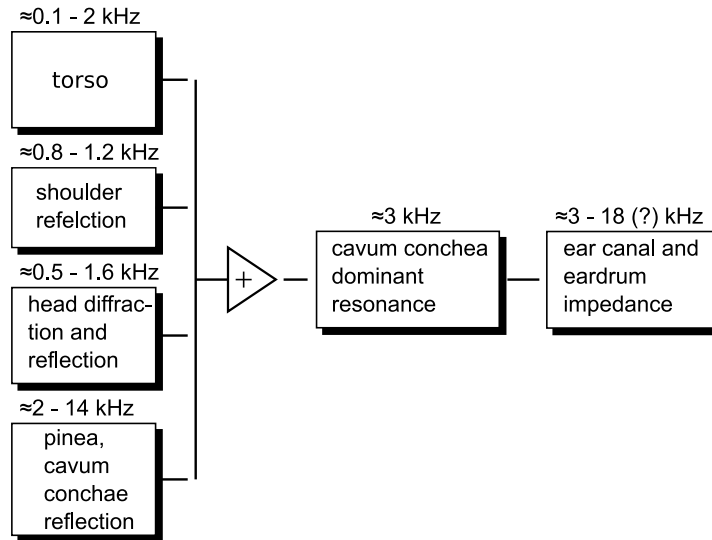 ≈0.1 - 2 kHz
torso
≈0.8 - 1.2 kHz
shoulder
refelction
≈0.5 - 1.6 kHz
head diffrac-
tion and
reflection
≈2 - 14 kHz
pinea,
cavum
conchae
reflection
+
≈3 kHz
cavum conchea
dominant
resonance
≈3 - 18 (?) kHz
ear canal and
eardrum
impedance